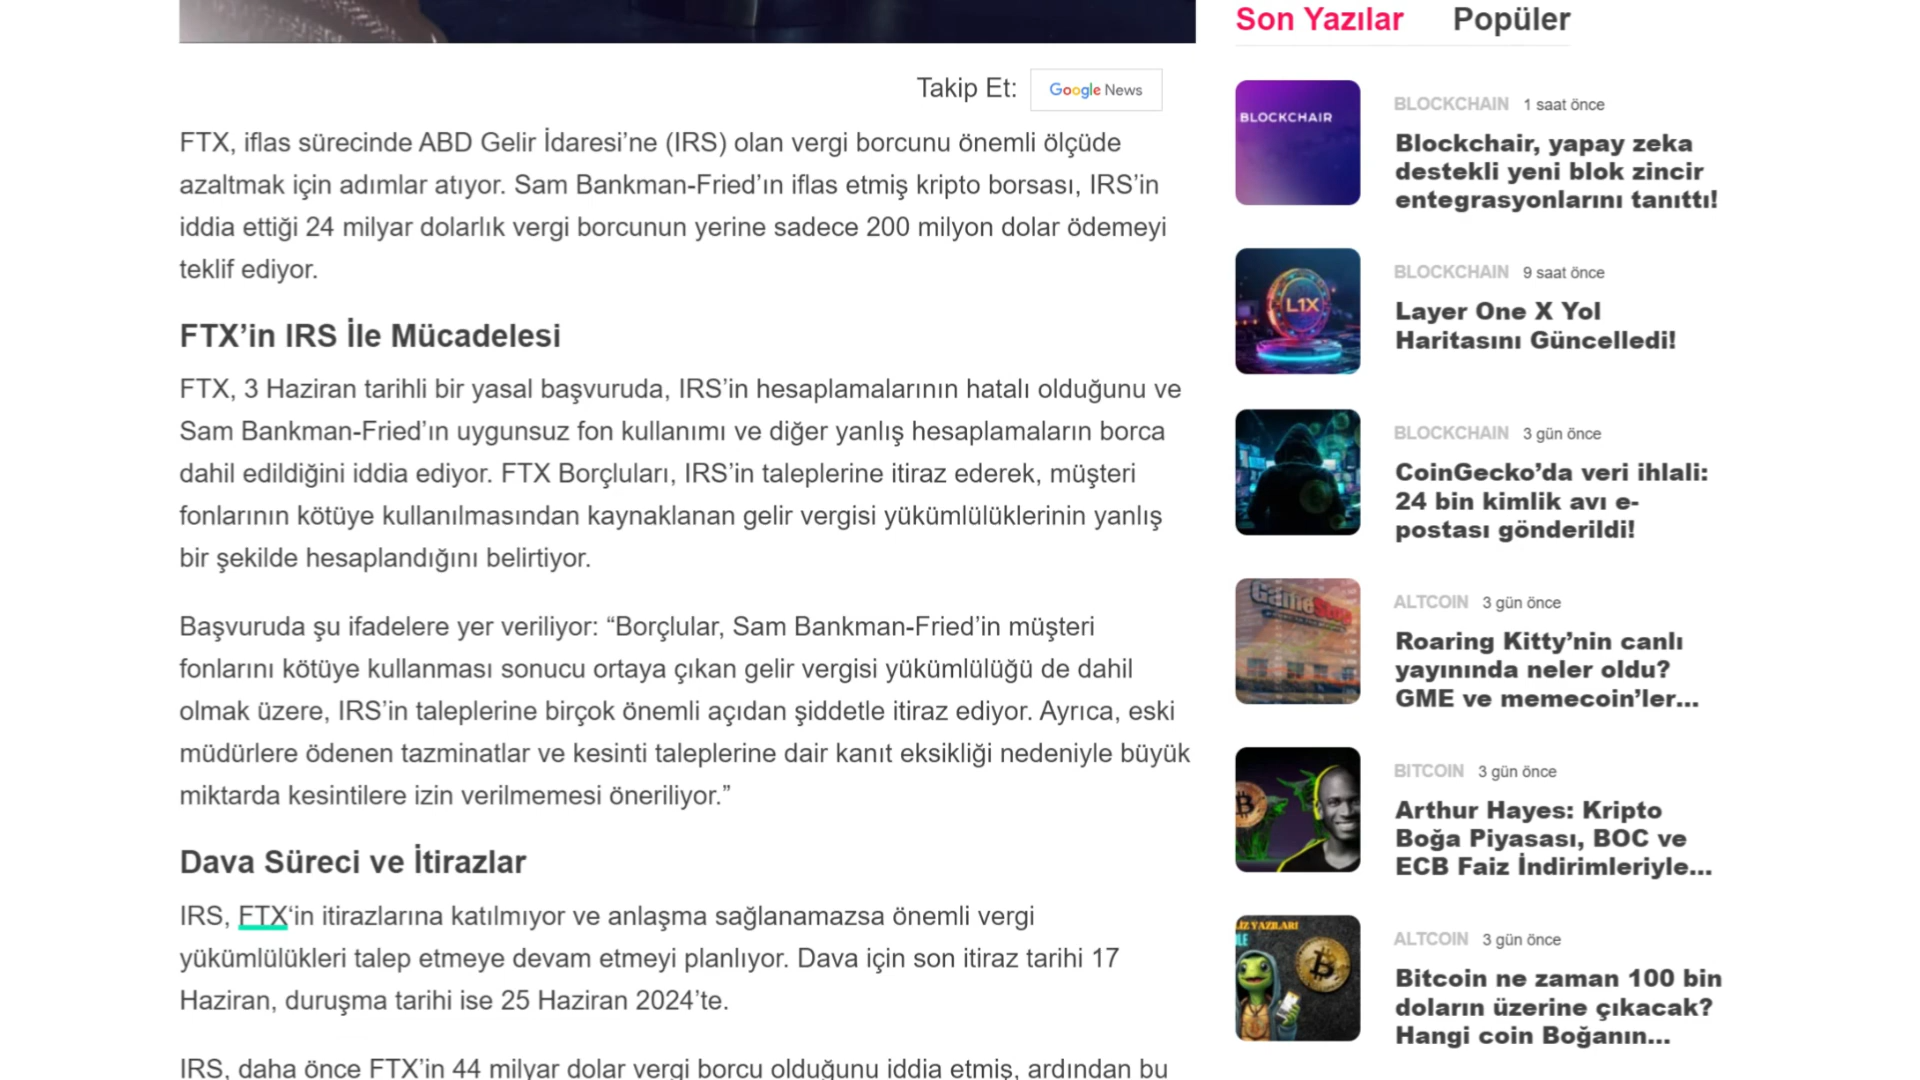 Takip Et: Google News
FTX, iflas sürecinde ABD Gelir İdaresi’ne (IRS) olan vergi borcunu önemli ölçüde
azaltmak için adımlar atıyor. Sam Bankman-Fried’ın iflas etmiş kripto borsası, IRS’in
iddia ettiği 24 milyar dolarlık vergi borcunun yerine sadece 200 milyon dolar ödemeyi
teklif ediyor.
FTX’in IRS İle Mücadelesi
FTX, 3 Haziran tarihli bir yasal başvuruda, IRS’in hesaplamalarının hatalı olduğunu ve
Sam Bankman-Fried’ın uygunsuz fon kullanımı ve diğer yanlış hesaplamaların borca
dahil edildiğini iddia ediyor. FTX Borçluları, IRS’in taleplerine itiraz ederek, müşteri
fonlarının kötüye kullanılmasından kaynaklanan gelir vergisi yükümlülüklerinin yanlış
bir şekilde hesaplandığını belirtiyor.
Başvuruda şu ifadelere yer veriliyor: “Borçlular, Sam Bankman-Fried’in müşteri
fonlarını kötüye kullanması sonucu ortaya çıkan gelir vergisi yükümlülüğü de dahil
olmak üzere, IRS’in taleplerine birçok önemli açıdan şiddetle itiraz ediyor. Ayrıca, eski
müdürlere ödenen tazminatlar ve kesinti taleplerine dair kanıt eksikliği nedeniyle büyük
miktarda kesintilere izin verilmemesi öneriliyor.”
Dava Süreci ve İtirazlar
IRS, FTX‘in itirazlarına katılmıyor ve anlaşma sağlanamazsa önemli vergi
yükümlülükleri talep etmeye devam etmeyi planlıyor. Dava için son itiraz tarihi 17
Haziran, duruşma tarihi ise 25 Haziran 2024’te.
IRS, daha önce FTX’in 44 milyar dolar vergi borcu olduğunu iddia etmiş, ardından bu
Son Yazılar Popüler
BLOCKCHAIR
BLOCKCHAIN 1 saat önce
Blockchair, yapay zeka
destekli yeni blok zincir
entegrasyonlarını tanıttı!
L1X
BLOCKCHAIN 9 saat önce
Layer One X Yol
Haritasını Güncelledi!
BLOCKCHAIN 3 gün önce
CoinGecko’da veri ihlali:
24 bin kimlik avı e-
postası gönderildi!
GameStop
ALTCOIN 3 gün önce
Roaring Kitty’nin canlı
yayınında neler oldu?
GME ve memecoin’ler...
BITCOIN 3 gün önce
Arthur Hayes: Kripto
Boğa Piyasası, BOC ve
ECB Faiz İndirimleriyle...
İZ YAZILARI
İLE
ALTCOIN 3 gün önce
Bitcoin ne zaman 100 bin
doların üzerine çıkacak?
Hangi coin Boğanın...